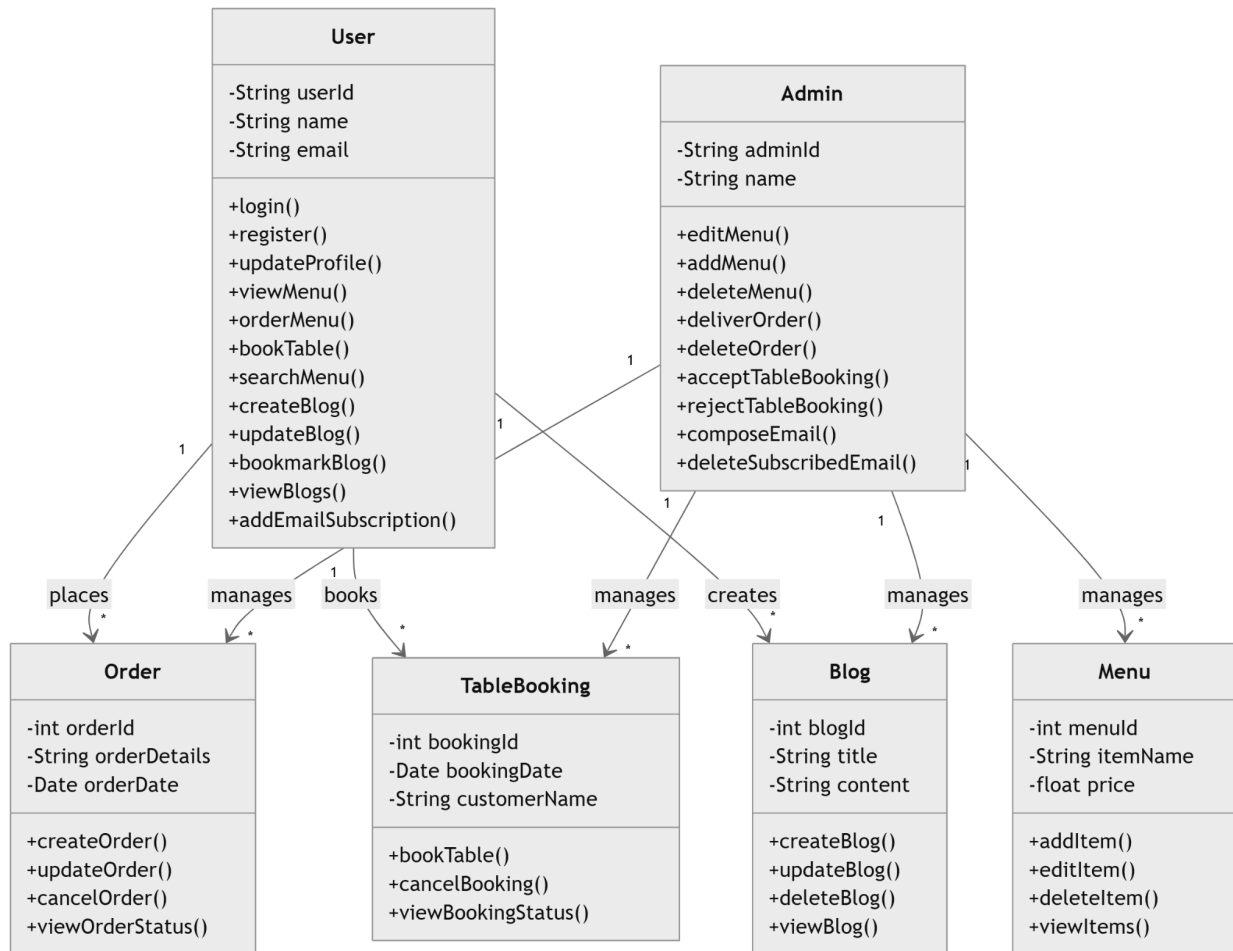 User
-String userId
-String name
-String email
+login()
+register()
+updateProfile()
+viewMenu()
+orderMenu()
+bookTable()
+searchMenu()
+createBlog()
+updateBlog()
+bookmarkBlog()
+viewBlogs()
+addEmailSubscription()
Admin
-String adminId
-String name
+editMenu()
+addMenu()
+deleteMenu()
+deliverOrder()
+deleteOrder()
+acceptTableBooking()
+rejectTableBooking()
+composeEmail()
+deleteSubscribedEmail()
1
1
1
1
1
1
1
places
manages
books
manages
creates
manages
manages
*
*
*
*
*
*
*
Order
-int orderId
-String orderDetails
-Date orderDate
+createOrder()
+updateOrder()
+cancelOrder()
+viewOrderStatus()
TableBooking
-int bookingId
-Date bookingDate
-String customerName
+bookTable()
+cancelBooking()
+viewBookingStatus()
Blog
-int blogId
-String title
-String content
+createBlog()
+updateBlog()
+deleteBlog()
+viewBlog()
Menu
-int menuId
-String itemName
-float price
+addItem()
+editItem()
+deleteItem()
+viewItems()